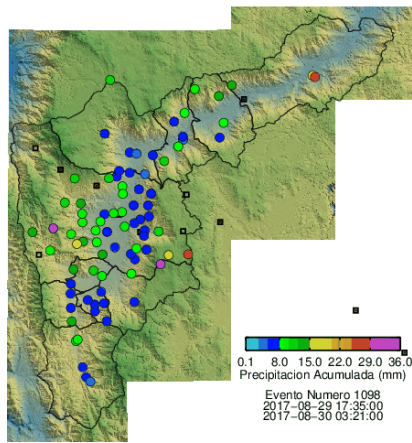 0.1 8.0 15.0 22.0 29.0 36.0
Precipitacion Acumulada (mm)
Evento Numero 1098
2017−08−29 17:35:00
2017−08−30 03:21:00